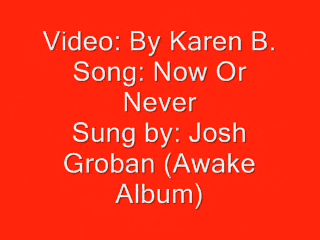 Video: By Karen B.
Song: Now Or
Never
Sung by: Josh
Groban (Awake
Album)